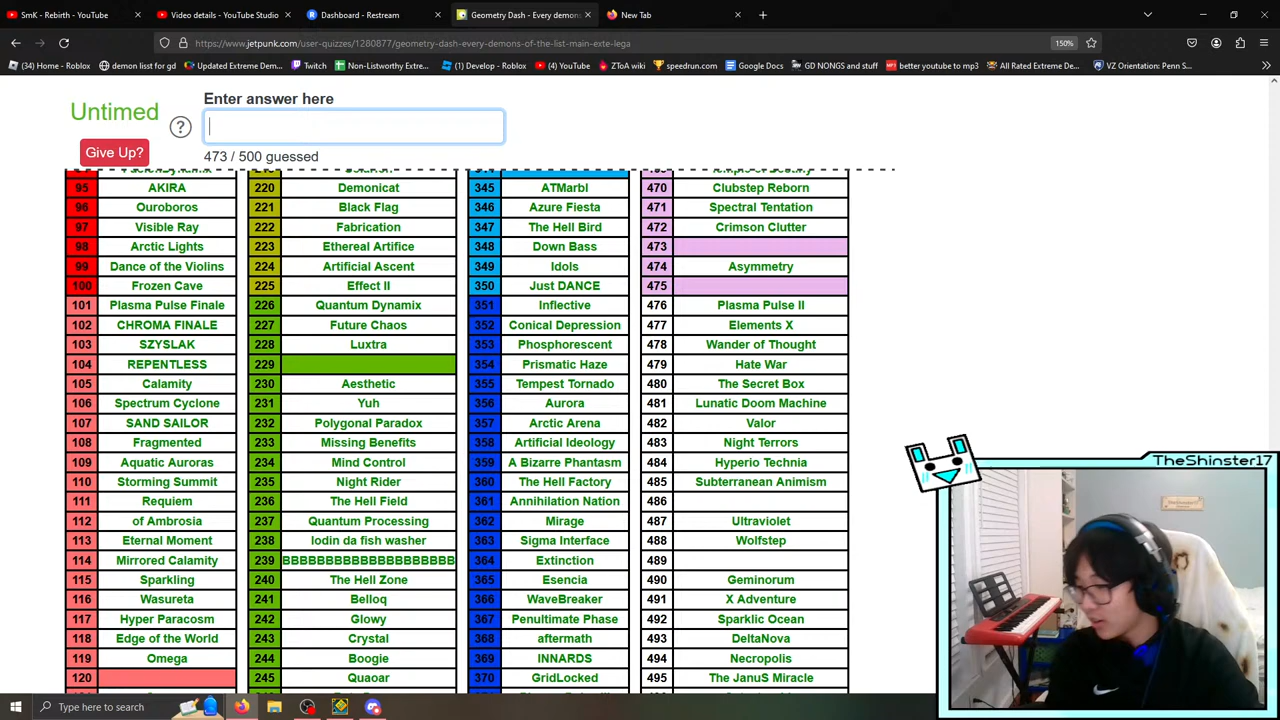 SmK - Rebirth - YouTube
Video details - YouTube Studio
Dashboard - Restream
Geometry Dash - Every demons
New Tab
https://www.jetpunk.com/user-quizzes/1280877/geometry-dash-every-demons-of-the-list-main-exte-lega
150%
(34) Home - Roblox
demon lisst for gd
Updated Extreme Dem...
Twitch
Non-Listworthy Extre...
(1) Develop - Roblox
(4) YouTube
ZToA wiki
speedrun.com
Google Docs
GD NONGS and stuff
better youtube to mp3
All Rated Extreme De...
VZ Orientation: Penn S...
Untimed
Enter answer here
Give Up?
?
473 / 500 guessed
95 AKIRA 220 Demonicat 345 ATMarbl 470 Clubstep Reborn
96 Ouroboros 221 Black Flag 346 Azure Fiesta 471 Spectral Tentation
97 Visible Ray 222 Fabrication 347 The Hell Bird 472 Crimson Clutter
98 Arctic Lights 223 Ethereal Artifice 348 Down Bass 473
99 Dance of the Violins 224 Artificial Ascent 349 Idols 474 Asymmetry
100 Frozen Cave 225 Effect II 350 Just DANCE 475
101 Plasma Pulse Finale 226 Quantum Dynamix 351 Inflective 476 Plasma Pulse II
102 CHROMA FINALE 227 Future Chaos 352 Conical Depression 477 Elements X
103 SZYSLAK 228 Luxtra 353 Phosphorescent 478 Wander of Thought
104 REPENTLESS 229 354 Prismatic Haze 479 Hate War
105 Calamity 230 Aesthetic 355 Tempest Tornado 480 The Secret Box
106 Spectrum Cyclone 231 Yuh 356 Aurora 481 Lunatic Doom Machine
107 SAND SAILOR 232 Polygonal Paradox 357 Arctic Arena 482 Valor
108 Fragmented 233 Missing Benefits 358 Artificial Ideology 483 Night Terrors
109 Aquatic Auroras 234 Mind Control 359 A Bizarre Phantasm 484 Hyperio Technia
110 Storming Summit 235 Night Rider 360 The Hell Factory 485 Subterranean Animism
111 Requiem 236 The Hell Field 361 Annihilation Nation 486
112 of Ambrosia 237 Quantum Processing 362 Mirage 487 Ultraviolet
113 Eternal Moment 238 lodin da fish washer 363 Sigma Interface 488 Wolfstep
114 Mirrored Calamity 239 BBBBBBBBBBBBBBBBBBBB 364 Extinction 489
115 Sparkling 240 The Hell Zone 365 Esencia 490 Geminorum
116 Wasureta 241 Belloq 366 WaveBreaker 491 X Adventure
117 Hyper Paracosm 242 Glowy 367 Penultimate Phase 492 Sparklic Ocean
118 Edge of the World 243 Crystal 368 aftermath 493 DeltaNova
119 Omega 244 Boogie 369 INNARDS 494 Necropolis
120 245 Quaoar 370 GridLocked 495 The JanuS Miracle
TheShinster17
Type here to search